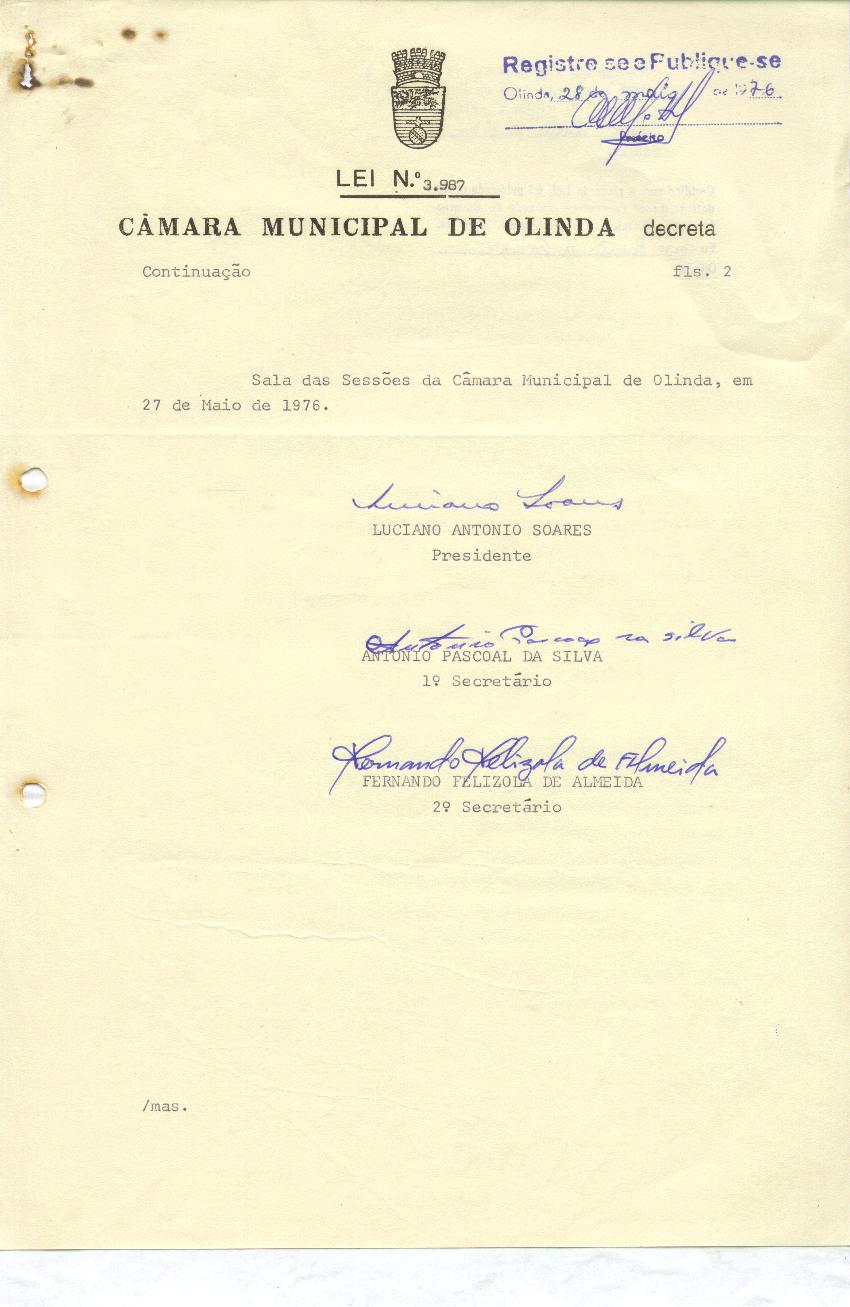 Registre-se e Publique-se
Olinda, 28 de maio de 1976
Prefeito
LEI N.º 3.987
CÂMARA MUNICIPAL DE OLINDA decreta
Continuação fls. 2
Sala das Sessões da Câmara Municipal de Olinda, em
27 de Maio de 1976.
Luciano Soares
LUCIANO ANTONIO SOARES
Presidente
Antonio Pascoal da Silva
ANTONIO PASCOAL DA SILVA
1º Secretário
Fernando Felizola de Almeida
FERNANDO FELIZOLA DE ALMEIDA
2º Secretário
/mas.